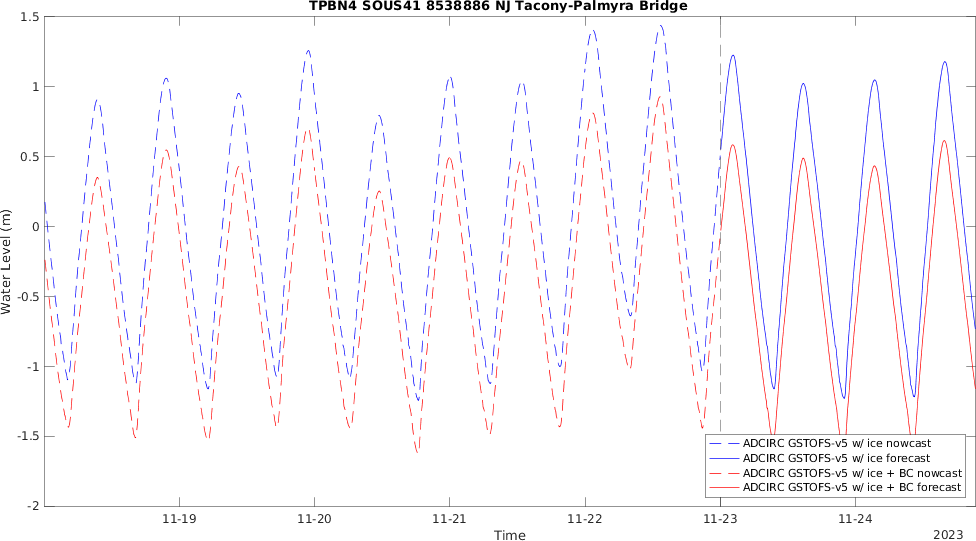 TPBN4 SOUS41 8538886 NJ Tacony-Palmyra Bridge
Water Level (m)
1.5
1
0.5
0
-0.5
-1
-1.5
-2
11-19
11-20
11-21
11-22
11-23
11-24
Time
2023
ADCIRC GSTOFS-v5 w/ ice nowcast
ADCIRC GSTOFS-v5 w/ ice forecast
ADCIRC GSTOFS-v5 w/ ice + BC nowcast
ADCIRC GSTOFS-v5 w/ ice + BC forecast